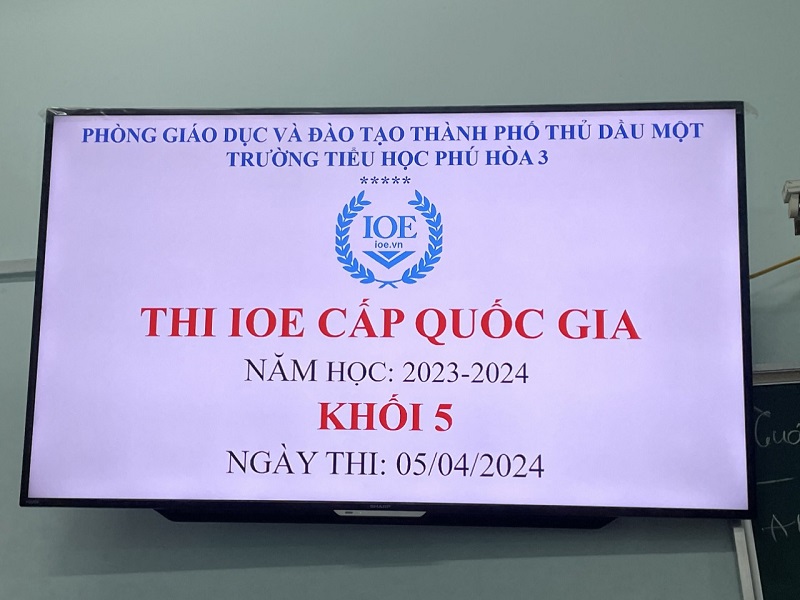 PHÒNG GIÁO DỤC VÀ ĐÀO TẠO THÀNH PHỐ THỦ DẦU MỘT
TRƯỜNG TIỂU HỌC PHÚ HÒA 3
*****
IOE
ioe.vn
THI IOE CẤP QUỐC GIA
NĂM HỌC: 2023-2024
KHỐI 5
NGÀY THI: 05/04/2024
SHARP